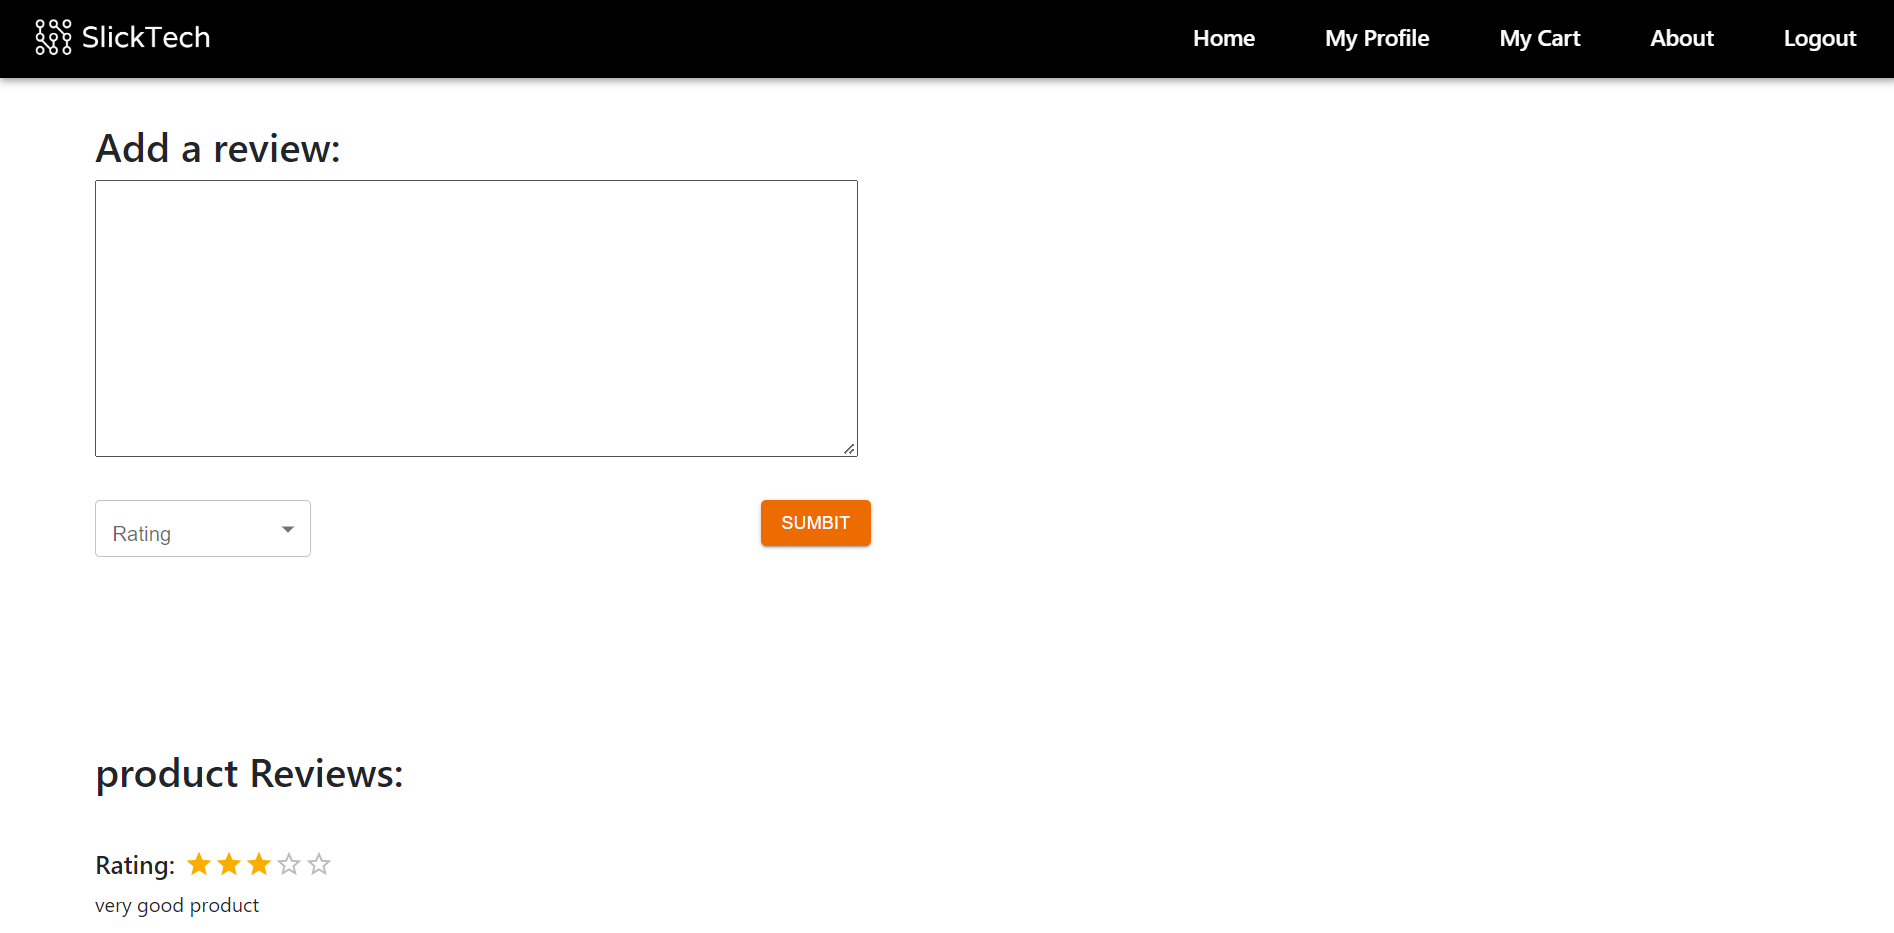 SlickTech
Home My Profile My Cart About Logout
Add a review:
Rating
SUMBIT
product Reviews:
Rating:
very good product